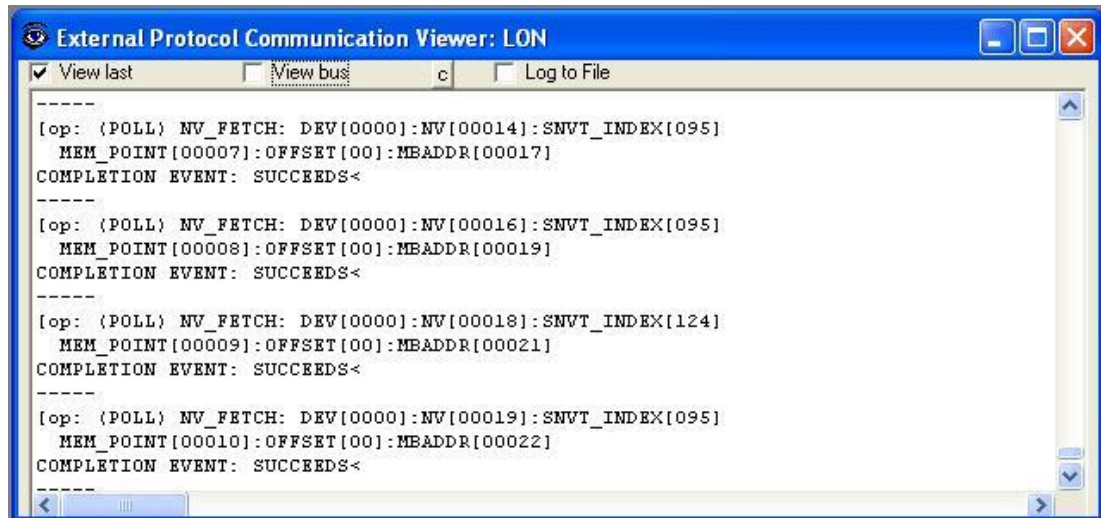 External Protocol Communication Viewer: LON
View last View bus c Log to File
-----
[op: (POLL) NV_FETCH: DEV[0000]:NV[00014]:SNVT_INDEX[095]
MEM_POINT[00007]:OFFSET[00]:MBADDR[00017]
COMPLETION EVENT: SUCCEEDS<
-----
[op: (POLL) NV_FETCH: DEV[0000]:NV[00016]:SNVT_INDEX[095]
MEM_POINT[00008]:OFFSET[00]:MBADDR[00019]
COMPLETION EVENT: SUCCEEDS<
-----
[op: (POLL) NV_FETCH: DEV[0000]:NV[00018]:SNVT_INDEX[124]
MEM_POINT[00009]:OFFSET[00]:MBADDR[00021]
COMPLETION EVENT: SUCCEEDS<
-----
[op: (POLL) NV_FETCH: DEV[0000]:NV[00019]:SNVT_INDEX[095]
MEM_POINT[00010]:OFFSET[00]:MBADDR[00022]
COMPLETION EVENT: SUCCEEDS<
-----